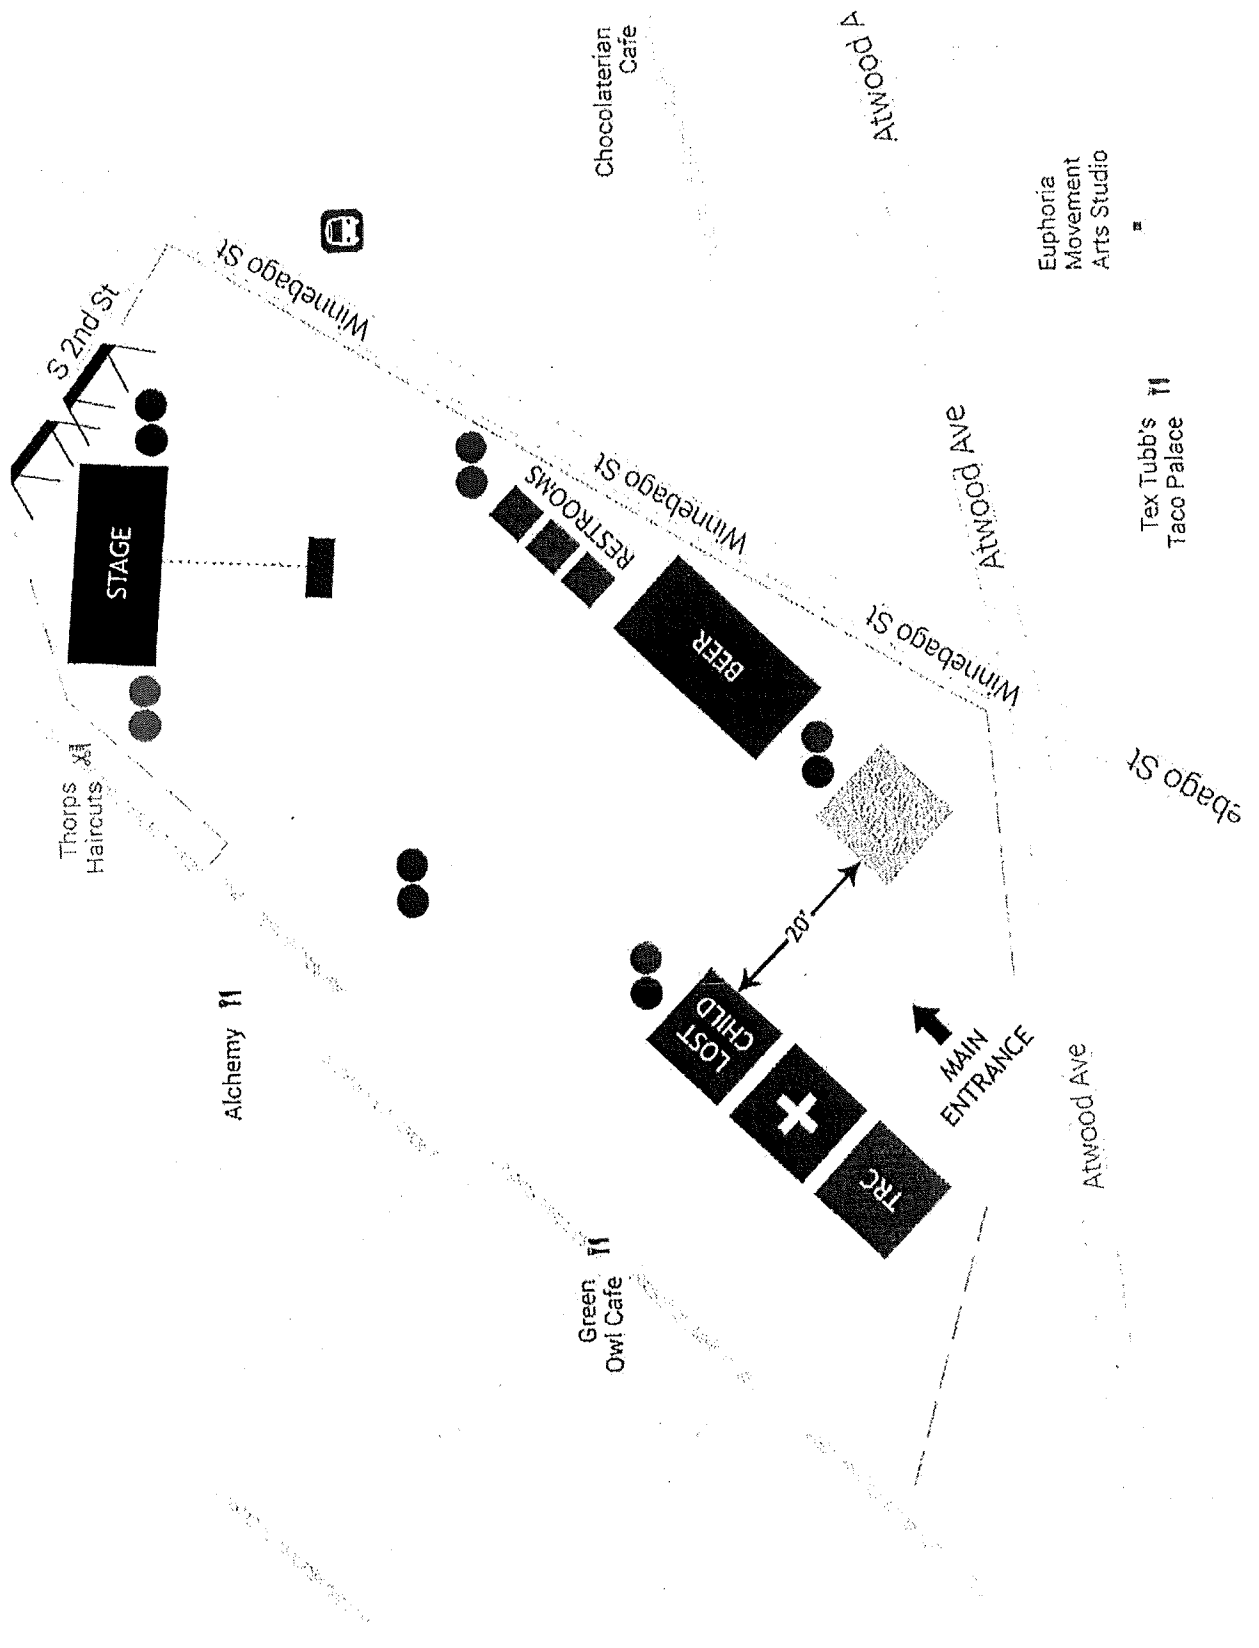 Chocolaterian
Cafe
Atwood A
Euphoria
Movement
Arts Studio
S 2nd St
Winnebago St
STAGE
RESTROOMS
Winnebago St
Atwood Ave
Tex Tubb's
Taco Palace
BEER
Winnebago St
ebago St
Thorps
Haircuts
20'
LOST
CHILD
MAIN
ENTRANCE
TRC
Atwood Ave
Alchemy
Green
Owl Cafe